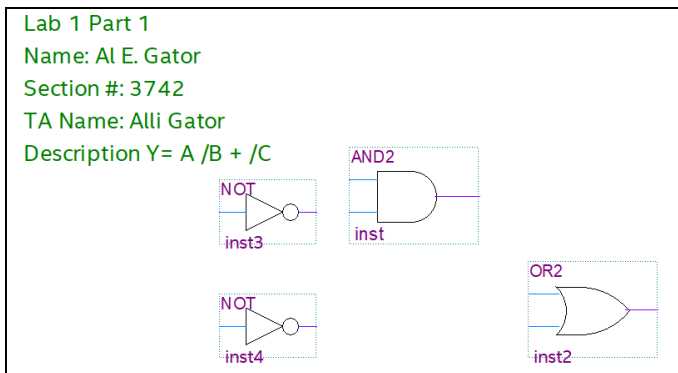 Lab 1 Part 1
Name: Al E. Gator
Section #: 3742
TA Name: Alli Gator
Description Y= A /B + /C
AND2
inst
NOT
inst3
OR2
inst2
NOT
inst4